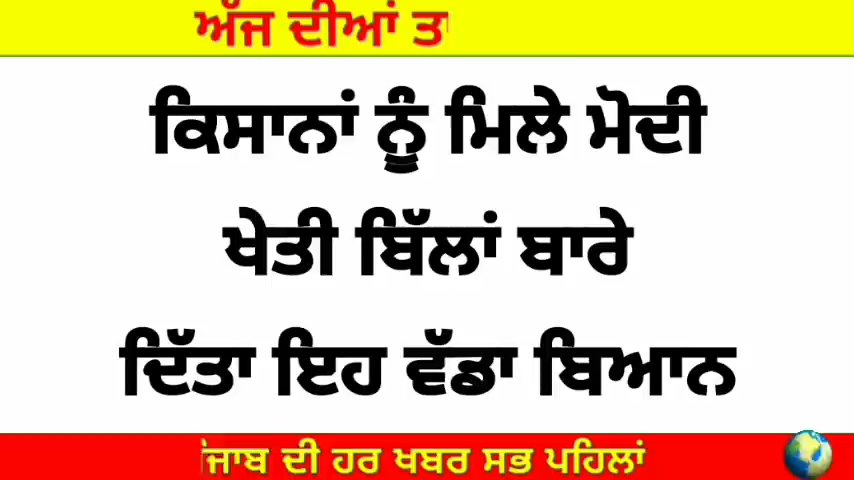 ਅੱਜ ਦੀਆਂ ਤਾ
ਕਿਸਾਨਾਂ ਨੂੰ ਮਿਲੇ ਮੋਦੀ
ਖੇਤੀ ਬਿੱਲਾਂ ਬਾਰੇ
ਦਿੱਤਾ ਇਹ ਵੱਡਾ ਬਿਆਨ
ਪੰਜਾਬ ਦੀ ਹਰ ਖਬਰ ਸਭ ਪਹਿਲਾਂ